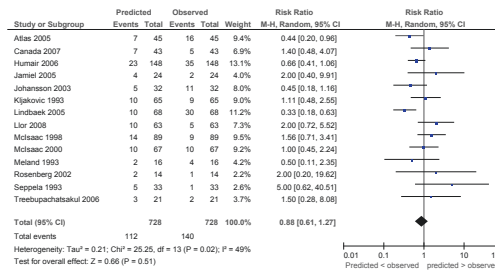 Predicted Observed Risk Ratio Risk Ratio
Study or Subgroup Events Total Events Total Weight M-H, Random, 95% CI M-H, Random, 95% CI
Atlas 2005 7 45 16 45 9.4% 0.44 [0.20, 0.96]
Canada 2007 7 43 5 43 6.1% 1.40 [0.48, 4.07]
Humair 2006 23 148 35 148 13.6% 0.66 [0.41, 1.06]
Jamiel 2005 4 24 2 24 3.6% 2.00 [0.40, 9.91]
Johansson 2003 5 32 11 32 7.3% 0.45 [0.18, 1.16]
Kljakovic 1993 10 65 9 65 8.7% 1.11 [0.48, 2.55]
Lindbaek 2005 10 68 30 68 11.2% 0.33 [0.18, 0.63]
Llor 2008 10 63 5 63 6.7% 2.00 [0.72, 5.52]
McIsaac 1998 14 89 9 89 9.4% 1.56 [0.71, 3.41]
McIsaac 2000 10 67 10 67 9.1% 1.00 [0.45, 2.24]
Meland 1993 2 16 4 16 3.9% 0.50 [0.11, 2.35]
Rosenberg 2002 2 14 1 14 2.0% 2.00 [0.20, 19.62]
Seppela 1993 5 33 1 33 2.3% 5.00 [0.62, 40.51]
Treebupachatsakul 2006 3 21 2 21 3.3% 1.50 [0.28, 8.08]
Total (95% CI) 728 728 100.0% 0.88 [0.61, 1.27]
Total events 112 140
Heterogeneity: Tau² = 0.21; Chi² = 25.25, df = 13 (P = 0.02); I² = 49%
Test for overall effect: Z = 0.66 (P = 0.51)
0.01 0.1 1 10
Predicted < observed predicted > observe